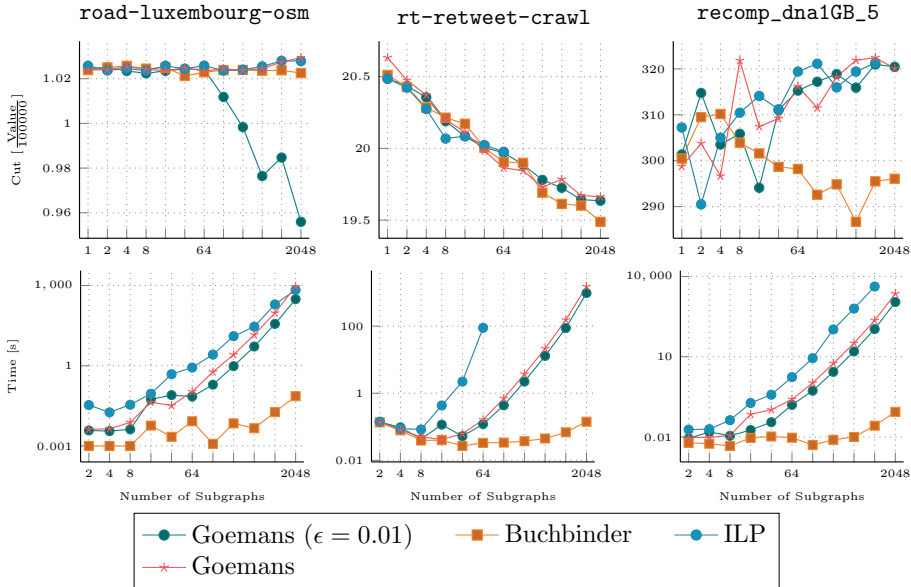 road-luxembourg-osm
rt-retweet-crawl
recomp_dna1GB_5
Cut [ Value / 1000000 ]
1.02
1
0.98
0.96
1 2 4 8 64 2048
20.5
20
19.5
1 2 4 8 64 2048
320
310
300
290
1 2 4 8 64 2048
Time [s]
1,000
1
0.001
2 4 8 64 2048
Number of Subgraphs
100
1
0.01
2 4 8 64 2048
Number of Subgraphs
10,000
10
0.01
2 4 8 64 2048
Number of Subgraphs
Goemans (ϵ = 0.01) Buchbinder ILP
Goemans